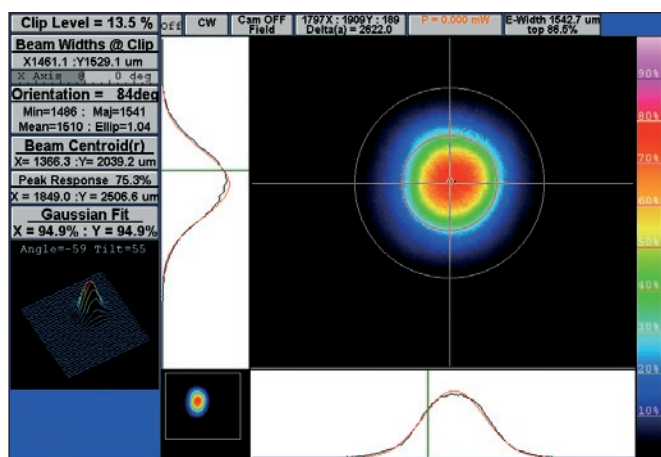 Clip Level = 13.5 %
Beam Widths @ Clip
X1461.1 :Y1529.1 um
X Axis @ 0 deg
Orientation = 84deg
Min=1486 : Maj=1541
Mean=1510 : Ellip=1.04
Beam Centroid(r)
X= 1366.3 :Y= 2039.2 um
Peak Response 75.3%
X = 1849.0 :Y = 2506.6 um
Gaussian Fit
X = 94.9% : Y = 94.9%
Angle=-59 Tilt=55
Off
CW
Cam OFF
Field
1797X : 1909Y : 189
Delta(a) = 2622.0
P = 0,000 mW
E-Width 1542.7 um
top 86.5%
90%
80%
70%
60%
50%
40%
30%
20%
10%